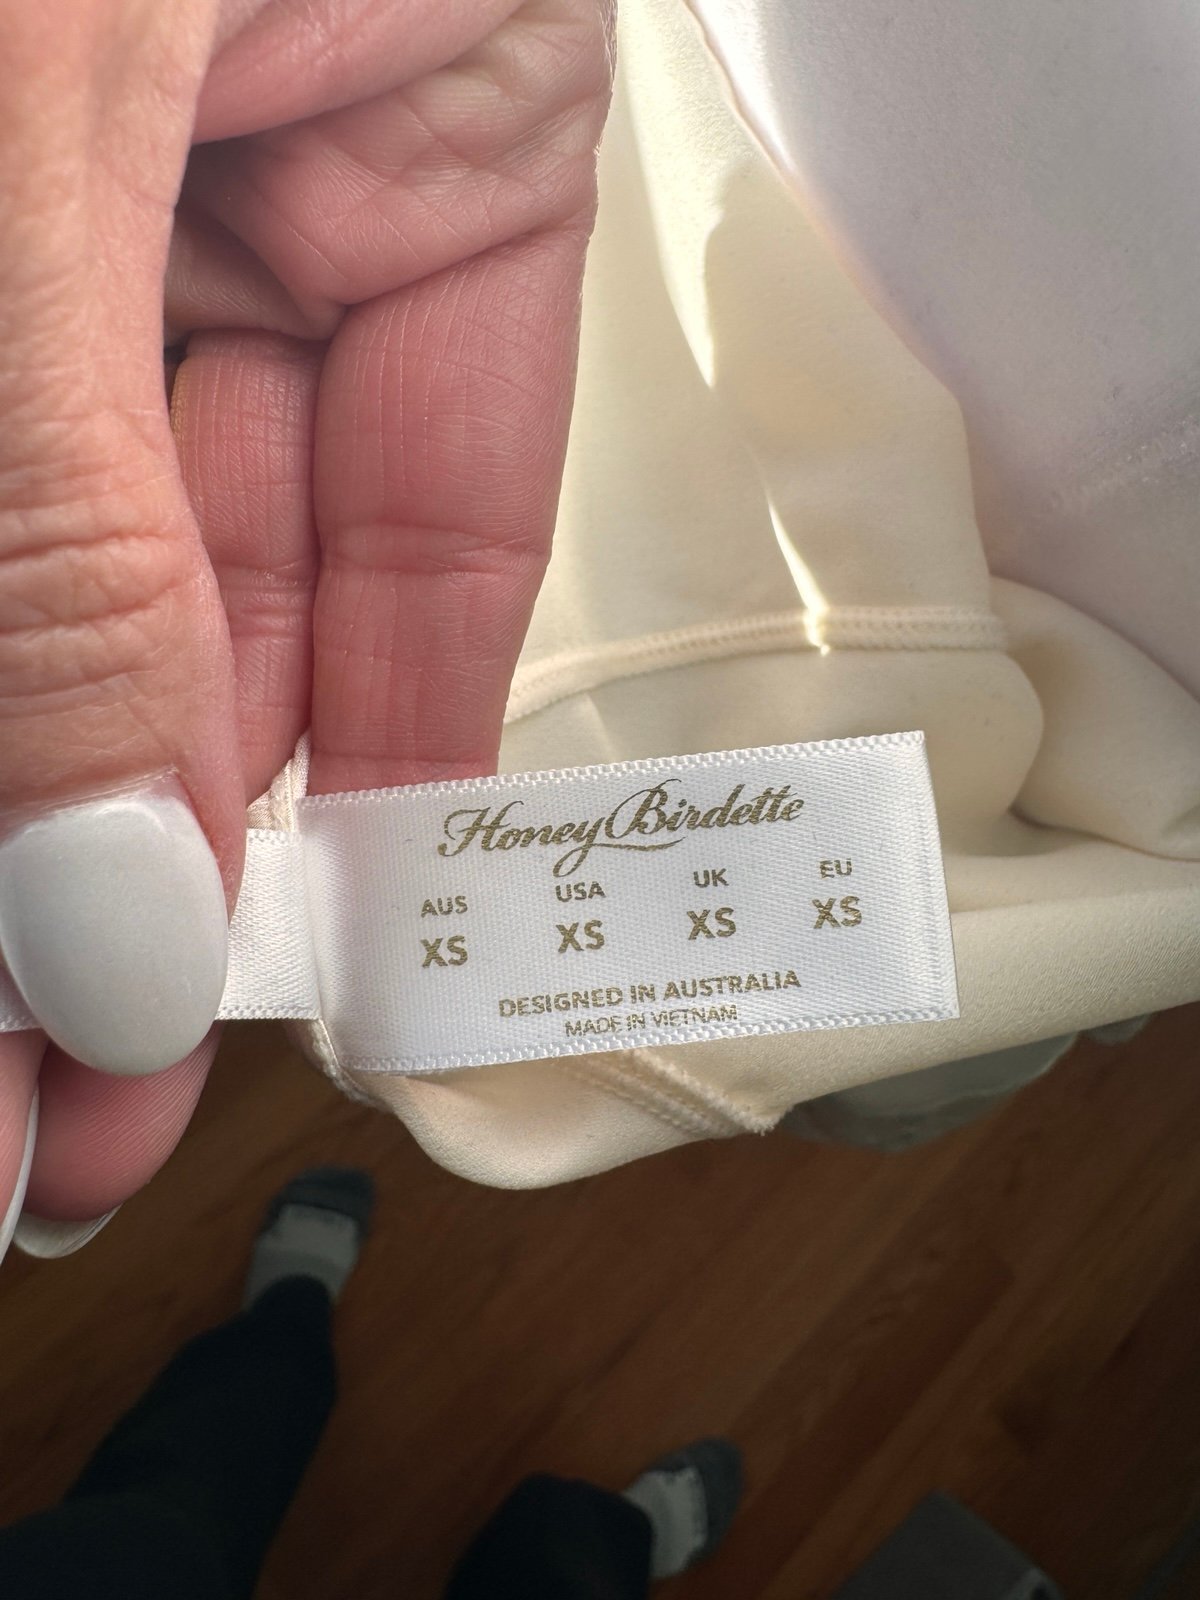 Honey Birdette
AUS USA UK EU
XS XS XS XS
DESIGNED IN AUSTRALIA
MADE IN VIETNAM